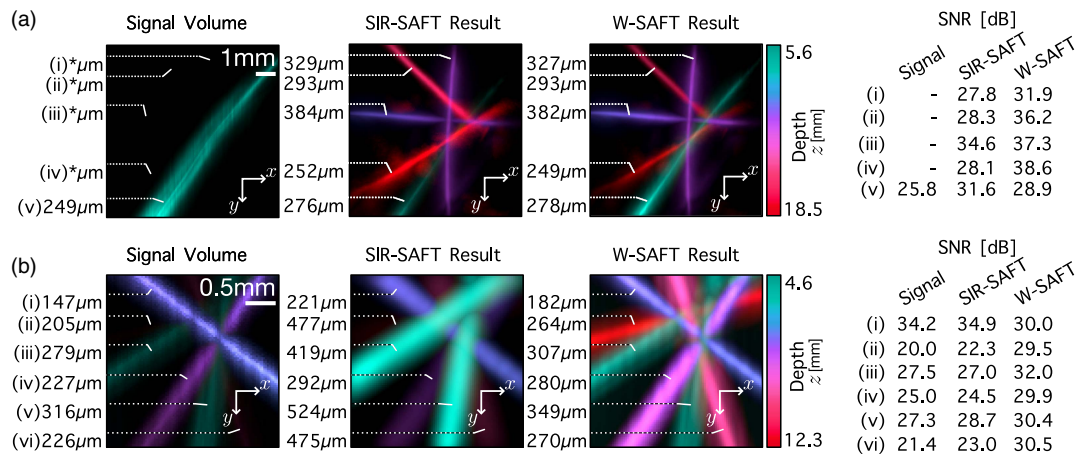 (a)
Signal Volume
SIR-SAFT Result
W-SAFT Result
SNR [dB]
1mm
(i)*µm
(ii)*µm
(iii)*µm
(iv)*µm
(v)249µm
x
y
329µm
293µm
384µm
252µm
276µm
x
y
327µm
293µm
382µm
249µm
278µm
x
y
5.6
Depth
z [mm]
18.5
Signal SIR-SAFT W-SAFT
(i) - 27.8 31.9
(ii) - 28.3 36.2
(iii) - 34.6 37.3
(iv) - 28.1 38.6
(v) 25.8 31.6 28.9
(b)
Signal Volume
SIR-SAFT Result
W-SAFT Result
SNR [dB]
0.5mm
(i)147µm
(ii)205µm
(iii)279µm
(iv)227µm
(v)316µm
(vi)226µm
x
y
221µm
477µm
419µm
292µm
524µm
475µm
x
y
182µm
264µm
307µm
280µm
349µm
270µm
x
y
4.6
Depth
z [mm]
12.3
Signal SIR-SAFT W-SAFT
(i) 34.2 34.9 30.0
(ii) 20.0 22.3 29.5
(iii) 27.5 27.0 32.0
(iv) 25.0 24.5 29.9
(v) 27.3 28.7 30.4
(vi) 21.4 23.0 30.5